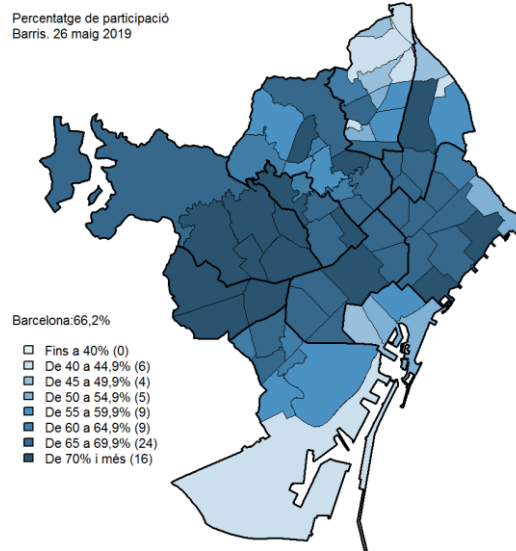 Percentatge de participació
Barris. 26 maig 2019
Barcelona:66,2%
Fins a 40% (0)
De 40 a 44,9% (6)
De 45 a 49,9% (4)
De 50 a 54,9% (5)
De 55 a 59,9% (9)
De 60 a 64,9% (9)
De 65 a 69,9% (24)
De 70% i més (16)